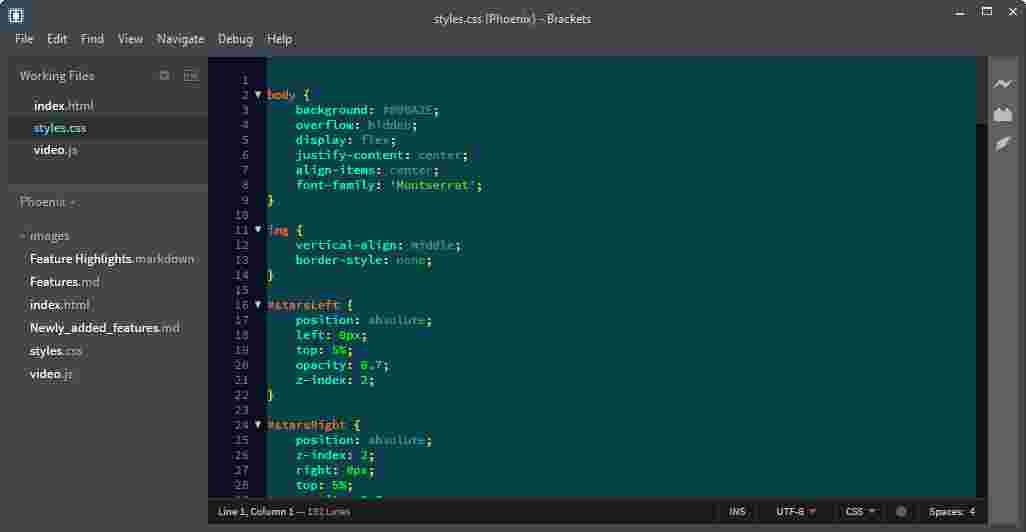 styles.css (Phoenix) - Brackets
File Edit Find View Navigate Debug Help
Working Files
index.html
styles.css
video.js
Phoenix
images
Feature Highlights.markdown
Features.md
index.html
Newly_added_features.md
styles.css
video.js
1
2 body {
3 background:
4 overflow: hidden;
5 display: flex;
6 justify-content: center;
7 align-items: center;
8 font-family: 'Montserrat';
9 }
10
11 img {
12 vertical-align: middle;
13 border-style: none;
14 }
15
16 #starsLeft {
17 position: absolute;
18 left: 0px;
19 top: 5%;
20 opacity: 0.7;
21 z-index: 2;
22 }
23
24 #starsRight {
25 position: absolute;
26 z-index: 2;
27 right: 0px;
28 top: 5%;
Line 1, Column 1 — Lines INS UTF-8 CSS Spaces: 4